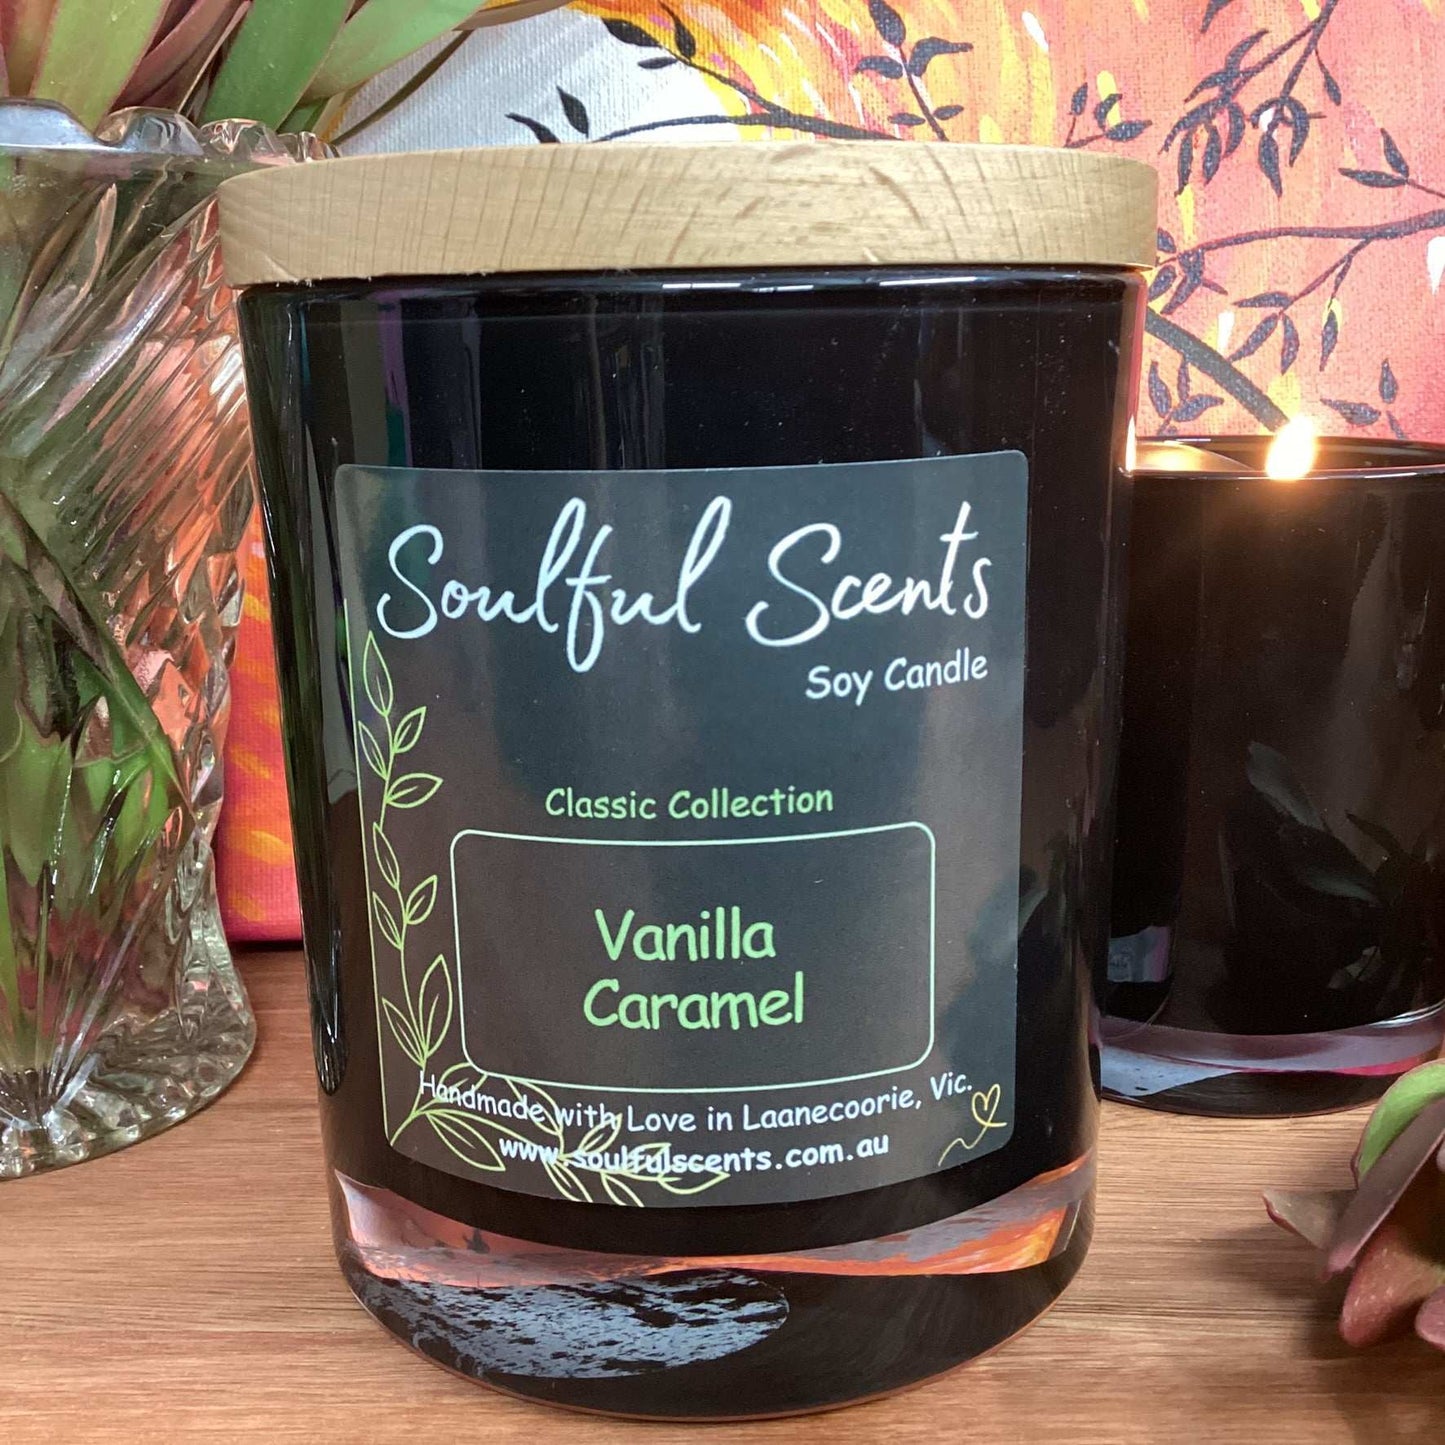 Soulful Scents
Soy Candle
Classic Collection
Vanilla
Caramel
Handmade with Love in Laanecoorie, Vic.
www.soulfulscents.com.au